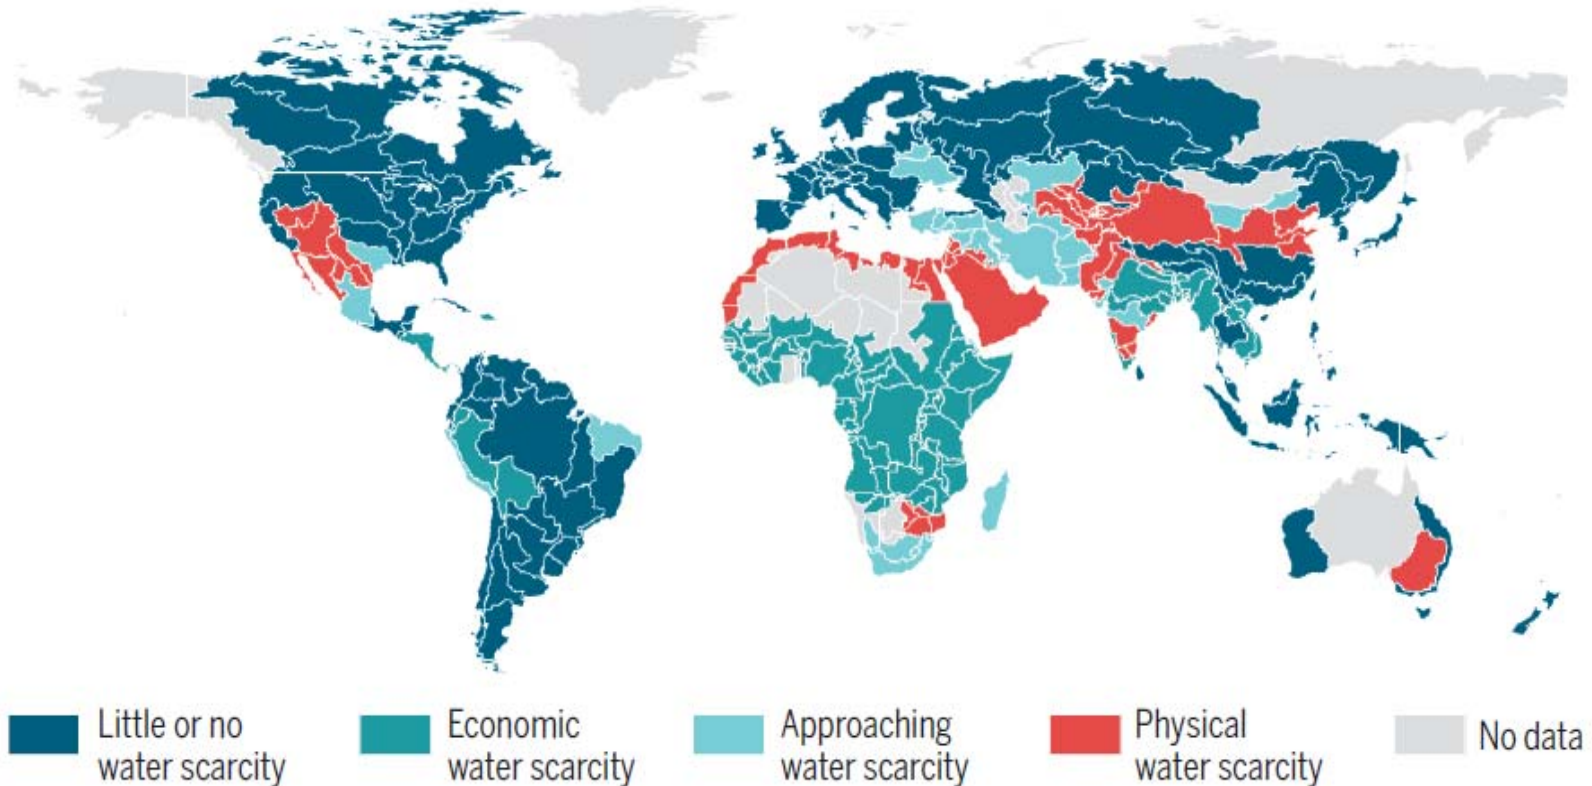 Little or no
water scarcity
Economic
water scarcity
Approaching
water scarcity
Physical
water scarcity
No data